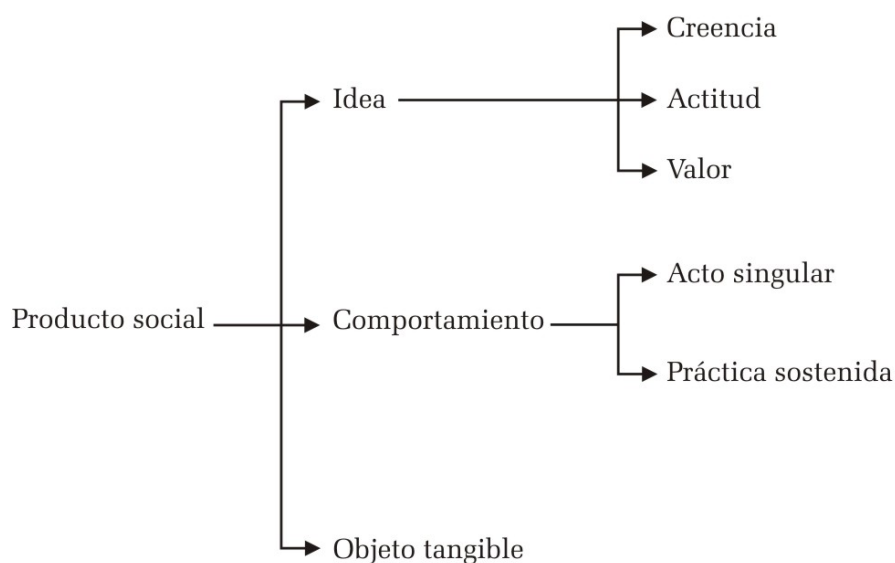 Creencia
Idea
Actitud
Valor
Acto singular
Producto social
Comportamiento
Práctica sostenida
Objeto tangible